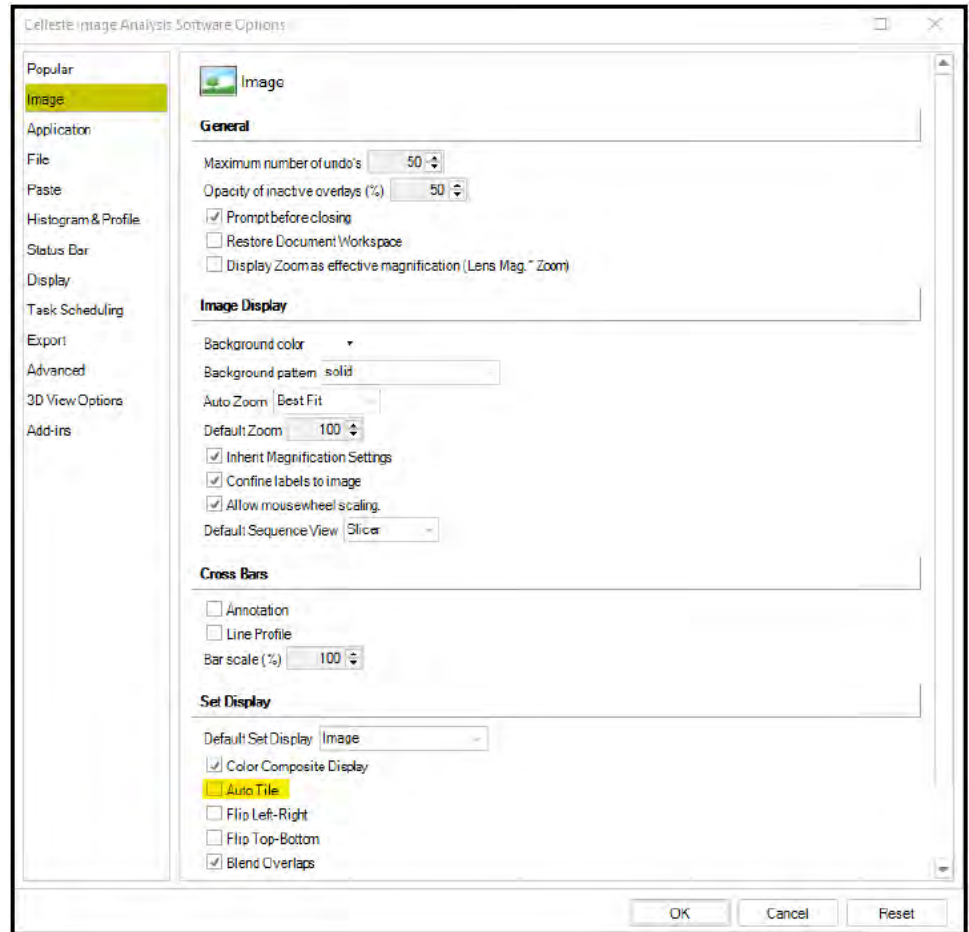 Celleste Image Analysis Software Options
Popular
Image
Application
File
Paste
Histogram & Profile
Status Bar
Display
Task Scheduling
Export
Advanced
3D View Options
Add-ins
Image
General
Maximum number of undo's 50
Opacity of inactive overlays (%) 50
Prompt before closing
Restore Document Workspace
Display Zoom as effective magnification (Lens Mag.* Zoom)
Image Display
Background color
Background pattern solid
Auto Zoom Best Fit
Default Zoom 100
Inherit Magnification Settings
Confine labels to image
Allow mousewheel scaling.
Default Sequence View Slicer
Cross Bars
Annotation
Line Profile
Bar scale (%) 100
Set Display
Default Set Display Image
Color Composite Display
Auto Tile
Flip Left-Right
Flip Top-Bottom
Blend Overlaps
OK Cancel Reset